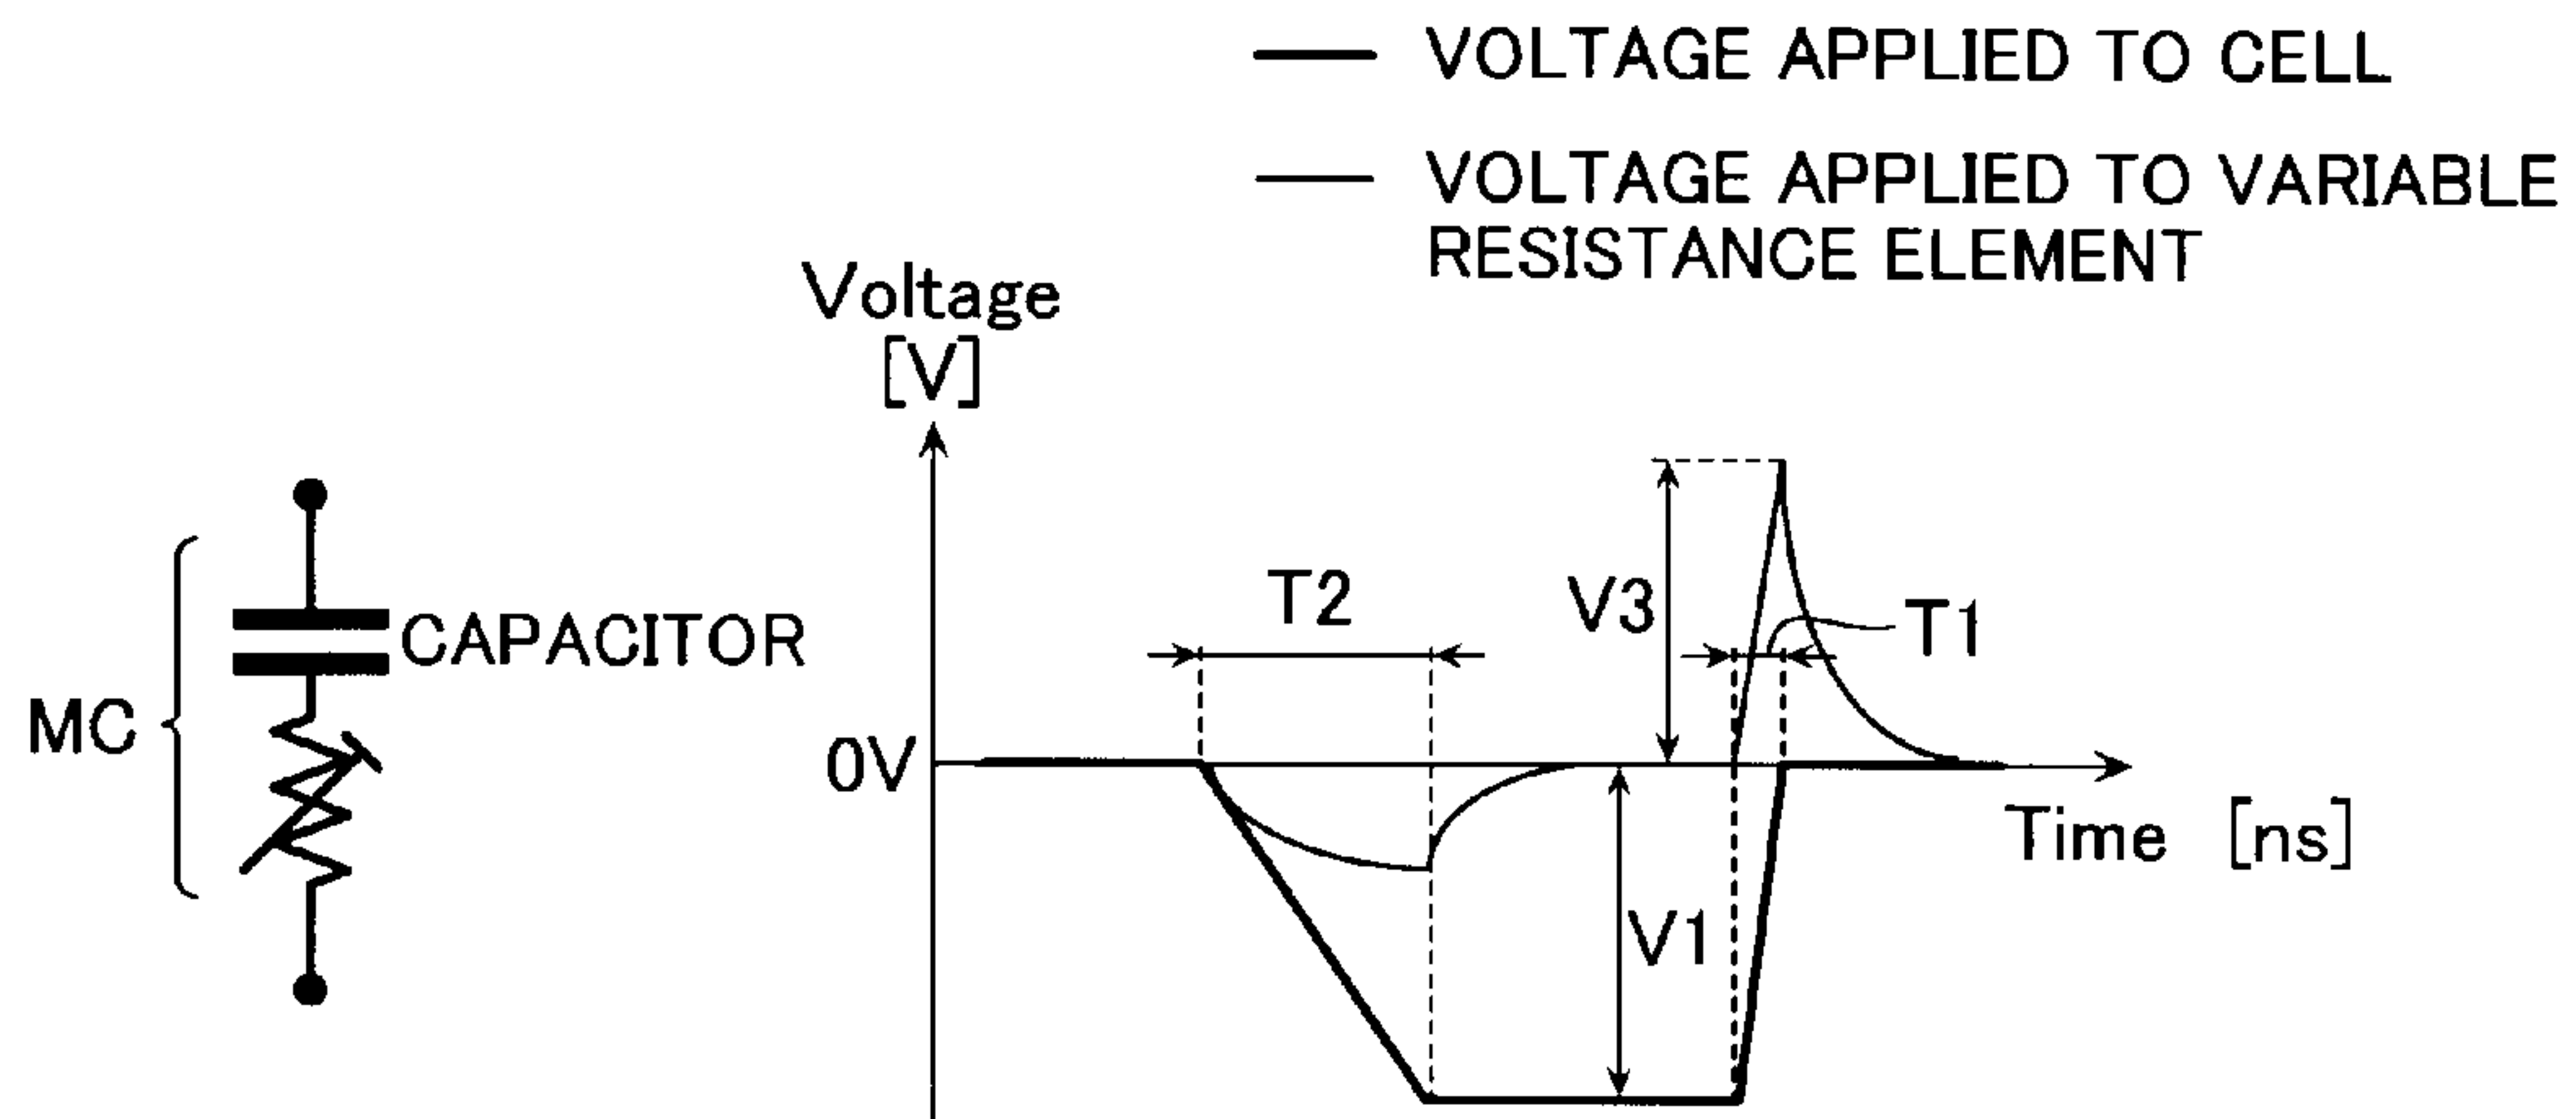 VOLTAGE APPLIED TO CELL
VOLTAGE APPLIED TO VARIABLE
RESISTANCE ELEMENT
Voltage
[V]
T2
V3
T1
CAPACITOR
MC
0V
V1
Time [ns]